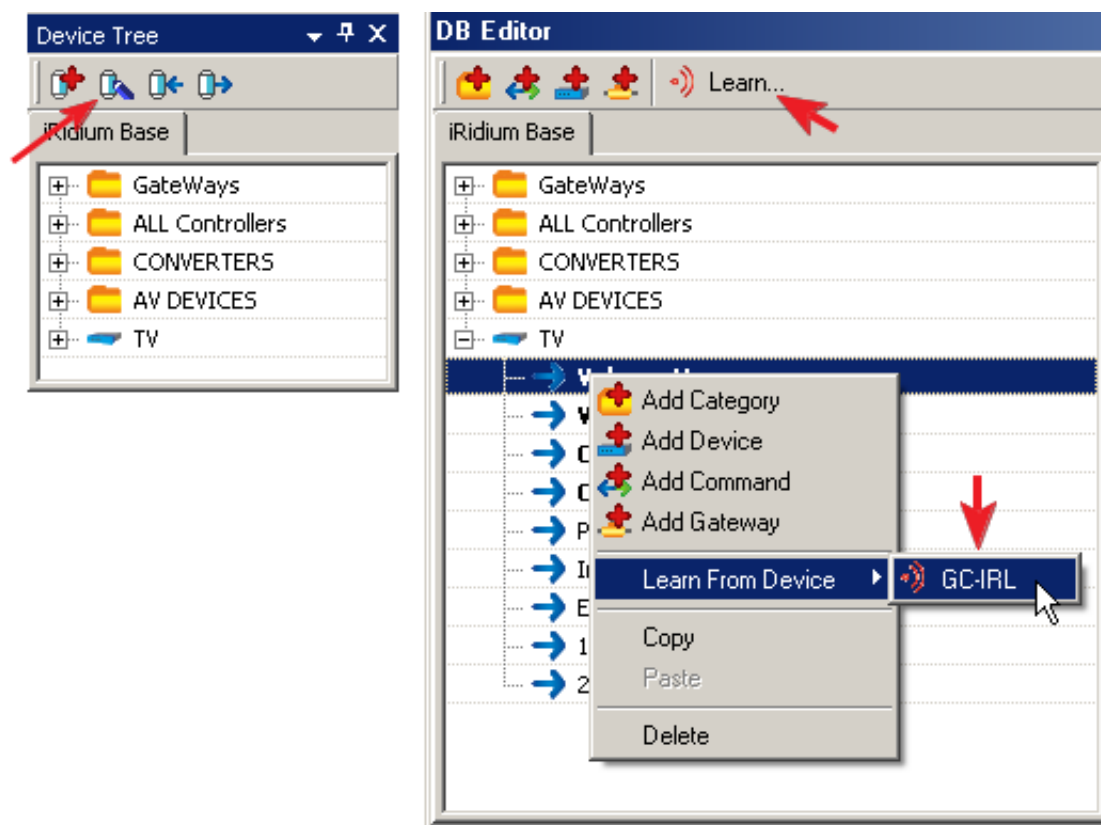 Device Tree
iRidium Base
GateWays
ALL Controllers
CONVERTERS
AV DEVICES
TV
DB Editor
Learn...
iRidium Base
GateWays
ALL Controllers
CONVERTERS
AV DEVICES
TV
Add Category
Add Device
Add Command
Add Gateway
Learn From Device
GC-IRL
Copy
Paste
Delete
1
2